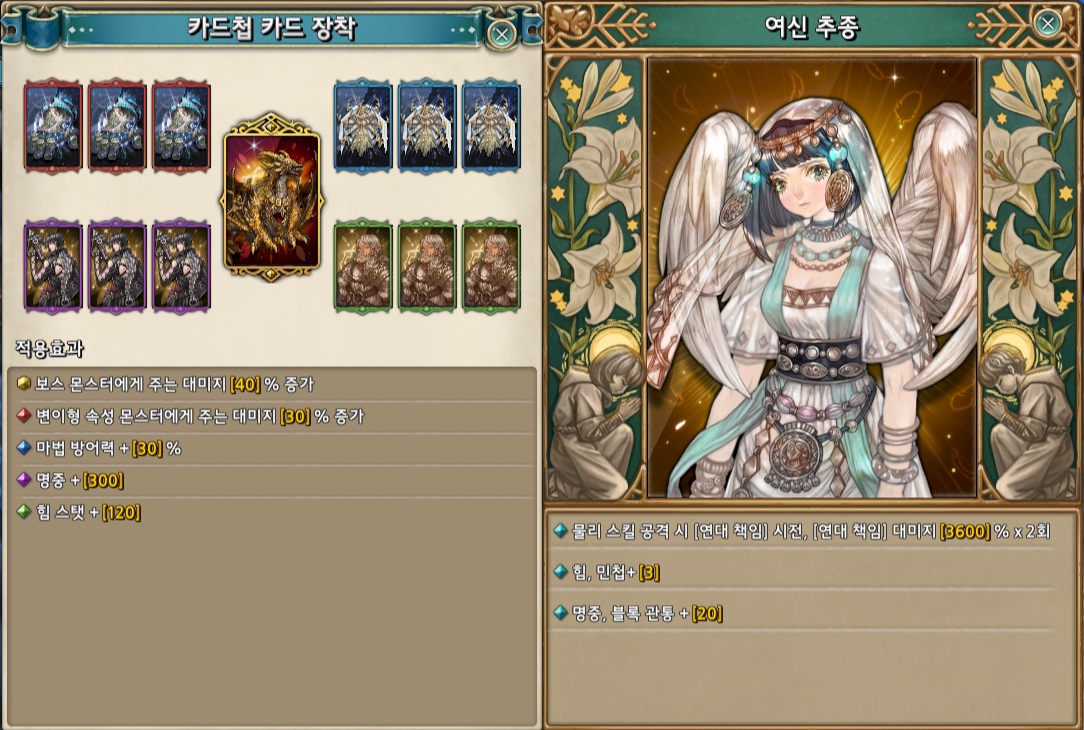 카드첩 카드 장착
적용효과
보스 몬스터에게 주는 대미지 [40] % 증가
변이형 속성 몬스터에게 주는 대미지 [30] % 증가
마법 방어력 + [30] %
명중 + [300]
힘 스탯 + [120]
여신 추종
물리 스킬 공격 시 [연대 책임] 시전, [연대 책임] 대미지 [3600] % x 2회
힘, 민첩+ [3]
명중, 블록 관통 + [20]